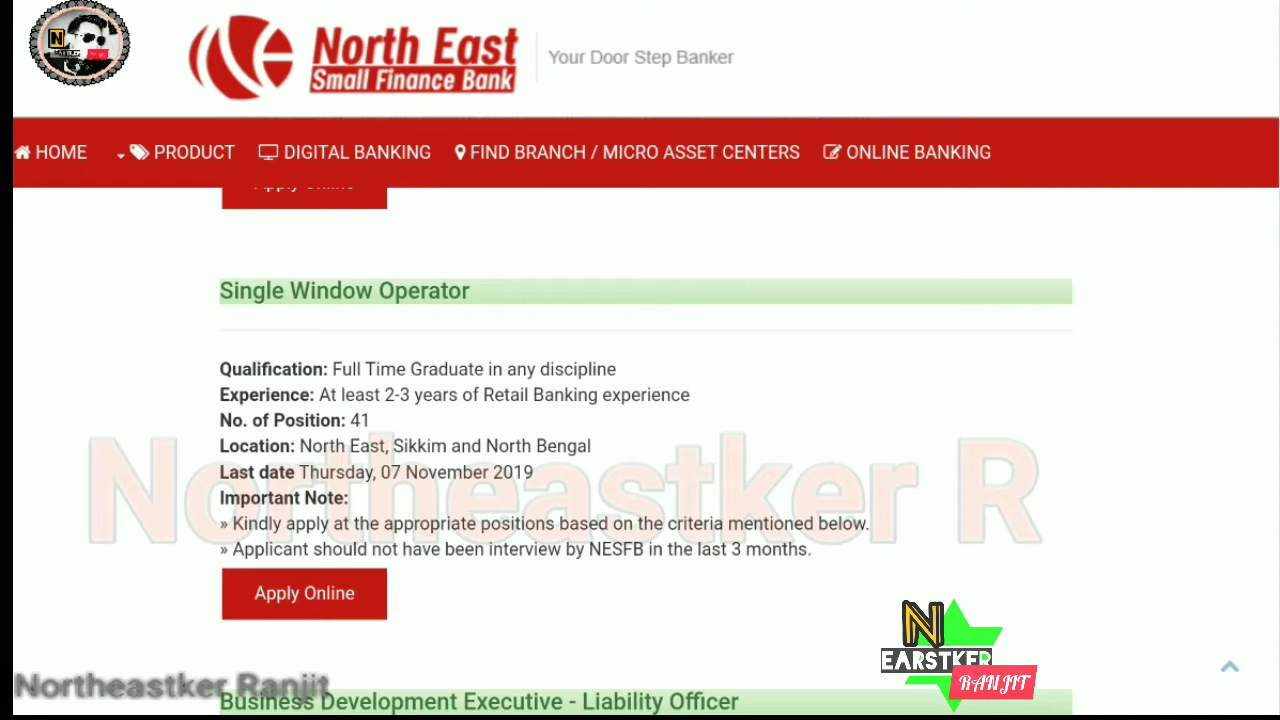 North East
Small Finance Bank
Your Door Step Banker
HOME PRODUCT DIGITAL BANKING FIND BRANCH / MICRO ASSET CENTERS ONLINE BANKING
Apply Online
Single Window Operator
Qualification: Full Time Graduate in any discipline
Experience: At least 2-3 years of Retail Banking experience
No. of Position: 41
Location: North East, Sikkim and North Bengal
Last date Thursday, 07 November 2019
Important Note:
» Kindly apply at the appropriate positions based on the criteria mentioned below.
» Applicant should not have been interview by NESFB in the last 3 months.
Northeastker R
Apply Online
N
EARSTKER
RANJIT
Northeastker Ranjit
Business Development Executive - Liability Officer